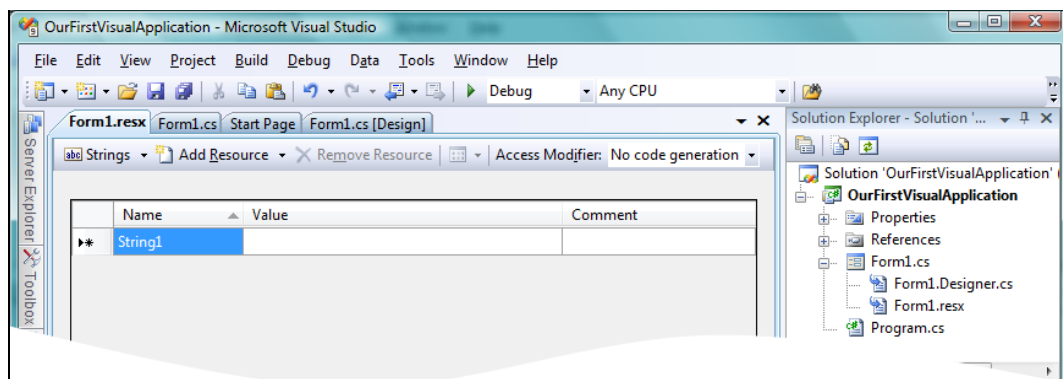 OurFirstVisualApplication - Microsoft Visual Studio
File Edit View Project Build Debug Data Tools Window Help
Debug Any CPU
Form1.resx Form1.cs Start Page Form1.cs [Design]
Solution Explorer - Solution '...
abc Strings Add Resource Remove Resource Access Modifier: No code generation
Server Explorer
Toolbox
Name Value Comment
String1
Solution 'OurFirstVisualApplication' (
OurFirstVisualApplication
Properties
References
Form1.cs
Form1.Designer.cs
Form1.resx
Program.cs